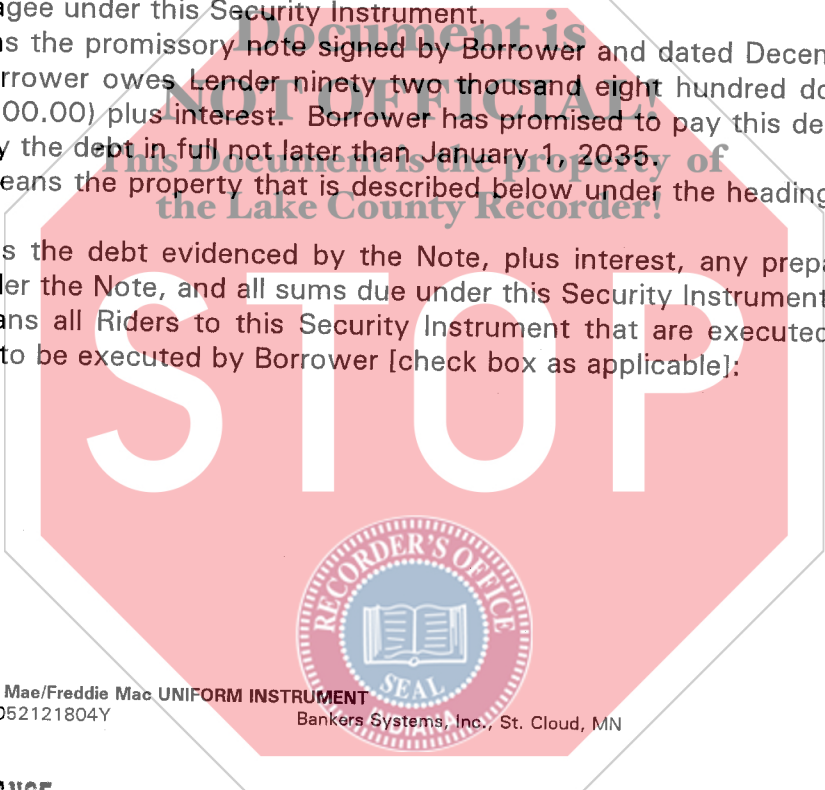 agee under this Security Instrument.
Document is
s the promissory note signed by Borrower and dated Decem
rrower owes Lender ninety two thousand eight hundred do
NOT OFFICIAL!
00.00) plus interest. Borrower has promised to pay this de
y the debt in full not later than January 1, 2035.
This Document is the property of
eans the property that is described below under the heading
the Lake County Recorder!
s the debt evidenced by the Note, plus interest, any prepa
er the Note, and all sums due under this Security Instrument
ans all Riders to this Security Instrument that are executed
to be executed by Borrower [check box as applicable]:
STOP
RECORDER'S OFFICE
SEAL
INDIANA
Mae/Freddie Mac UNIFORM INSTRUMENT
052121804Y
Bankers Systems, Inc., St. Cloud, MN